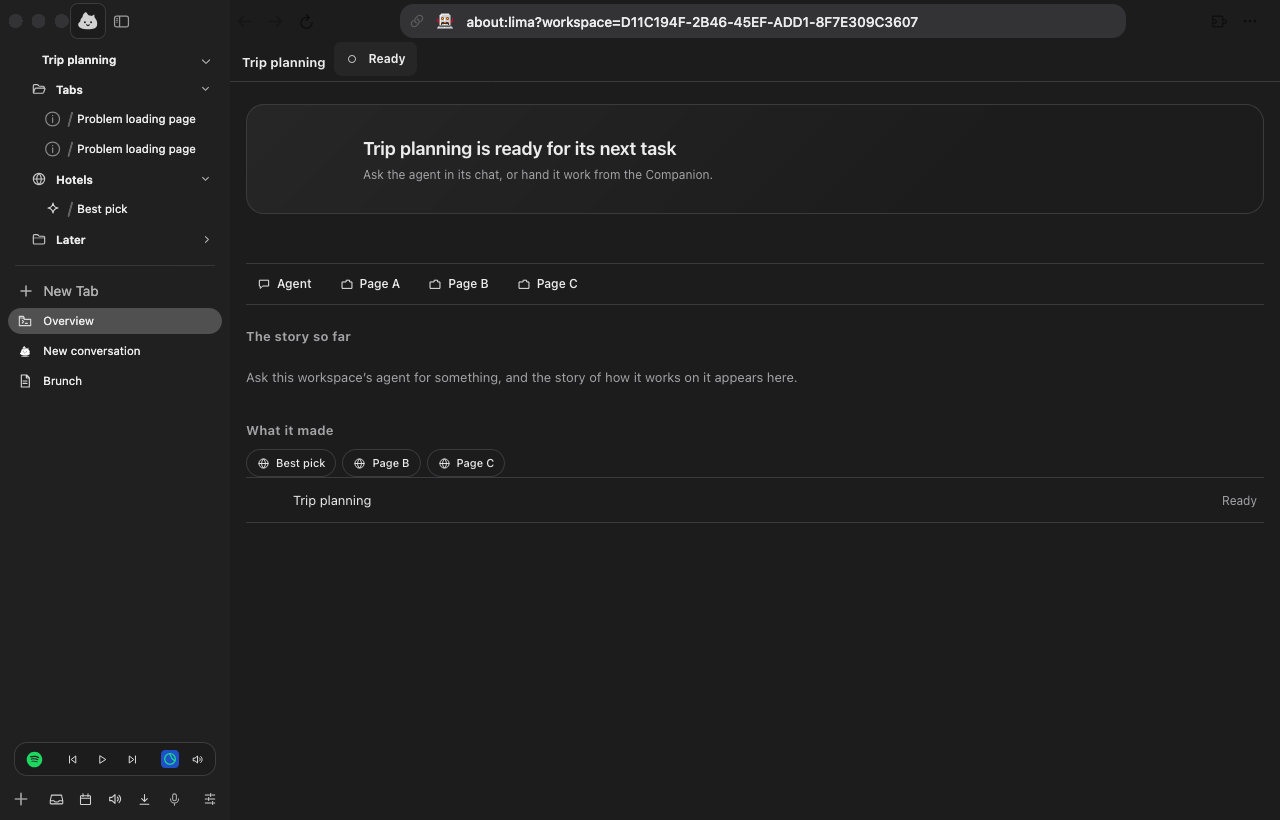 about:lima?workspace=D11C194F-2B46-45EF-ADD1-8F7E309C3607
Trip planning
Tabs
/ Problem loading page
/ Problem loading page
Hotels
/ Best pick
Later
New Tab
Overview
New conversation
Brunch
Trip planning
Ready
Trip planning is ready for its next task
Ask the agent in its chat, or hand it work from the Companion.
Agent Page A Page B Page C
The story so far
Ask this workspace's agent for something, and the story of how it works on it appears here.
What it made
Best pick Page B Page C
Trip planning Ready